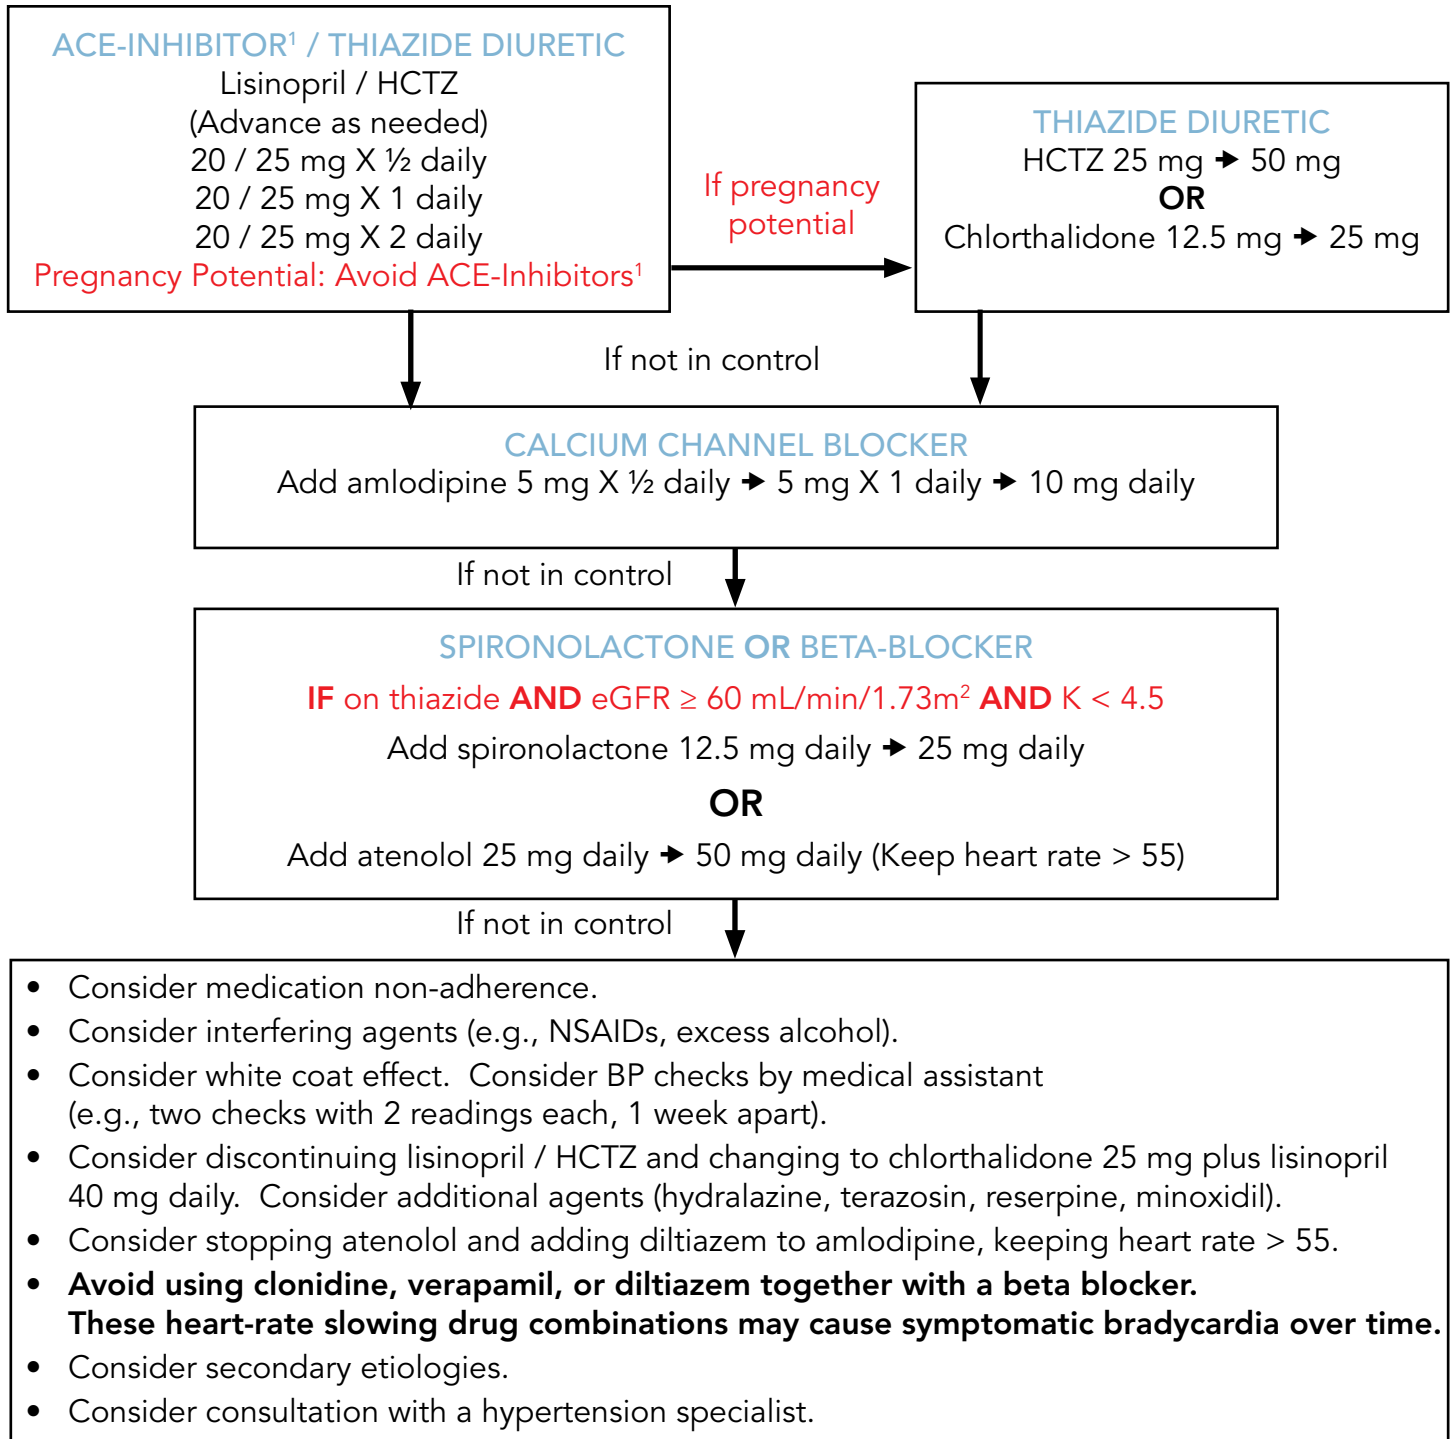 ACE-INHIBITOR¹ / THIAZIDE DIURETIC
Lisinopril / HCTZ
(Advance as needed)
20 / 25 mg X ½ daily
20 / 25 mg X 1 daily
20 / 25 mg X 2 daily
Pregnancy Potential: Avoid ACE-Inhibitors¹
If pregnancy
potential
THIAZIDE DIURETIC
HCTZ 25 mg → 50 mg
OR
Chlorthalidone 12.5 mg → 25 mg
If not in control
CALCIUM CHANNEL BLOCKER
Add amlodipine 5 mg X ½ daily → 5 mg X 1 daily → 10 mg daily
If not in control
SPIRONOLACTONE OR BETA-BLOCKER
IF on thiazide AND eGFR ≥ 60 mL/min/1.73m² AND K < 4.5
Add spironolactone 12.5 mg daily → 25 mg daily
OR
Add atenolol 25 mg daily → 50 mg daily (Keep heart rate > 55)
If not in control
• Consider medication non-adherence.
• Consider interfering agents (e.g., NSAIDs, excess alcohol).
• Consider white coat effect.  Consider BP checks by medical assistant
(e.g., two checks with 2 readings each, 1 week apart).
• Consider discontinuing lisinopril / HCTZ and changing to chlorthalidone 25 mg plus lisinopril
40 mg daily.  Consider additional agents (hydralazine, terazosin, reserpine, minoxidil).
• Consider stopping atenolol and adding diltiazem to amlodipine, keeping heart rate > 55.
• Avoid using clonidine, verapamil, or diltiazem together with a beta blocker.
These heart-rate slowing drug combinations may cause symptomatic bradycardia over time.
• Consider secondary etiologies.
• Consider consultation with a hypertension specialist.